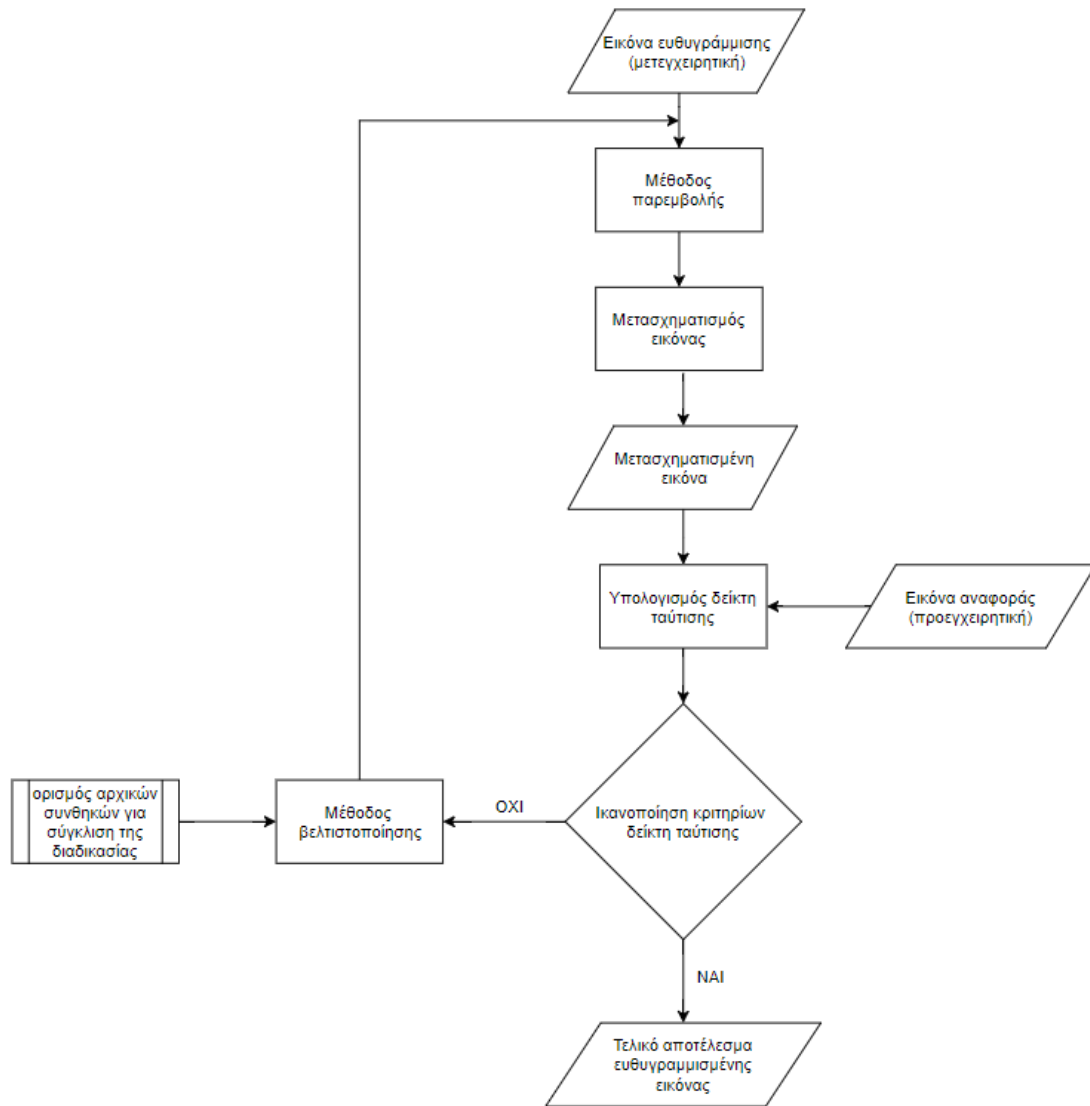 Εικόνα ευθυγράμμισης
(μετεγχειρητική)
Μέθοδος
παρεμβολής
Μετασχηματισμός
εικόνας
Μετασχηματισμένη
εικόνα
Υπολογισμός δείκτη
ταύτισης
Εικόνα αναφοράς
(προεγχειρητική)
ορισμός αρχικών
συνθηκών για
σύγκλιση της
διαδικασίας
Μέθοδος
βελτιστοποίησης
ΟΧΙ
Ικανοποίηση κριτηρίων
δείκτη ταύτισης
ΝΑΙ
Τελικό αποτέλεσμα
ευθυγραμμισμένης
εικόνας